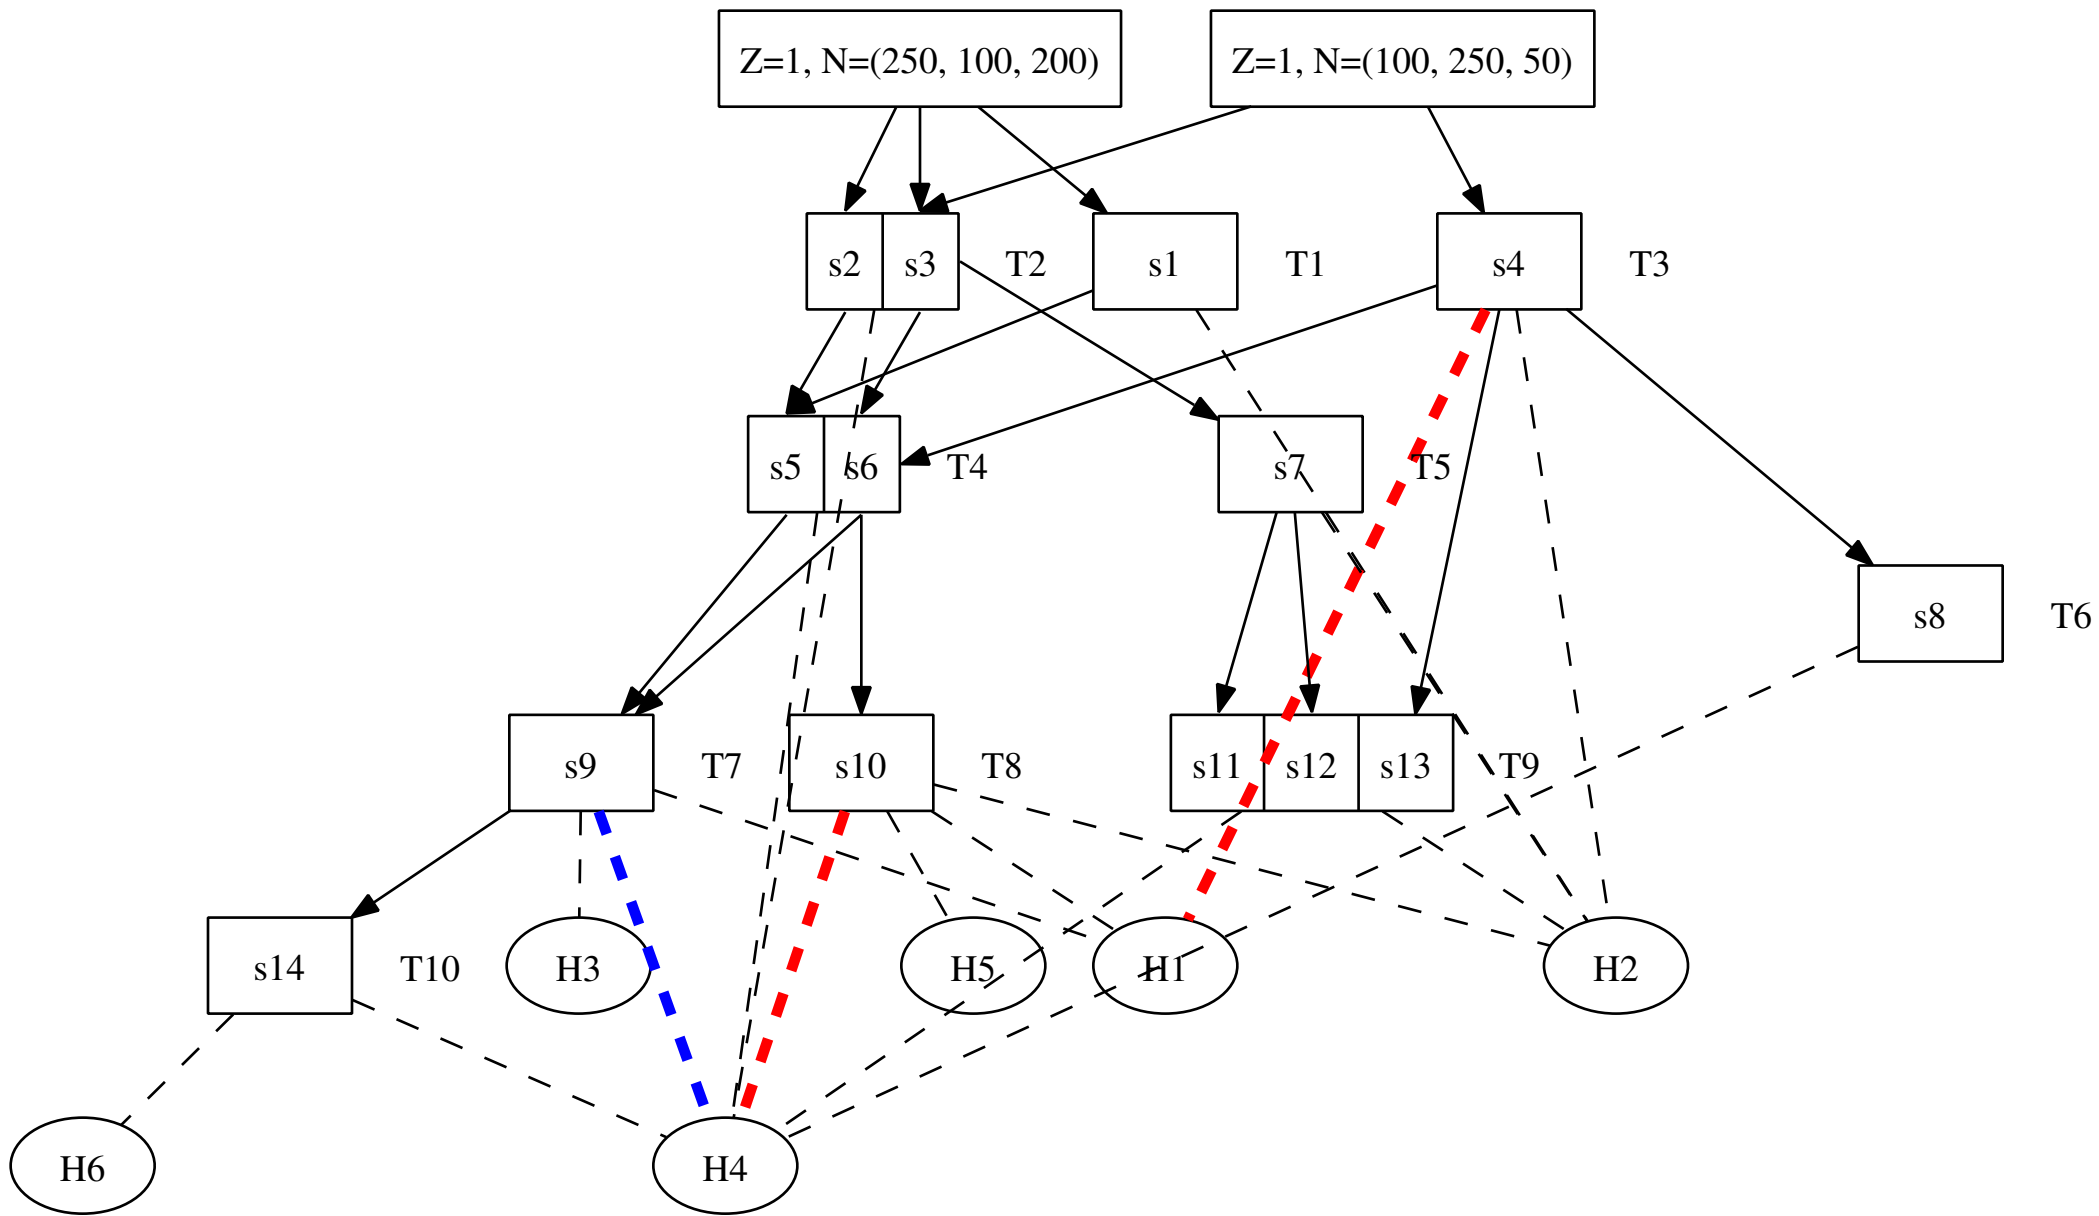 Z=1, N=(250, 100, 200)
Z=1, N=(100, 250, 50)
s2
s3
T2
s1
T1
s4
T3
s5
s6
T4
s7
T5
s8
T6
s9
T7
s10
T8
s11
s12
s13
T9
s14
T10
H3
H5
H1
H2
H6
H4